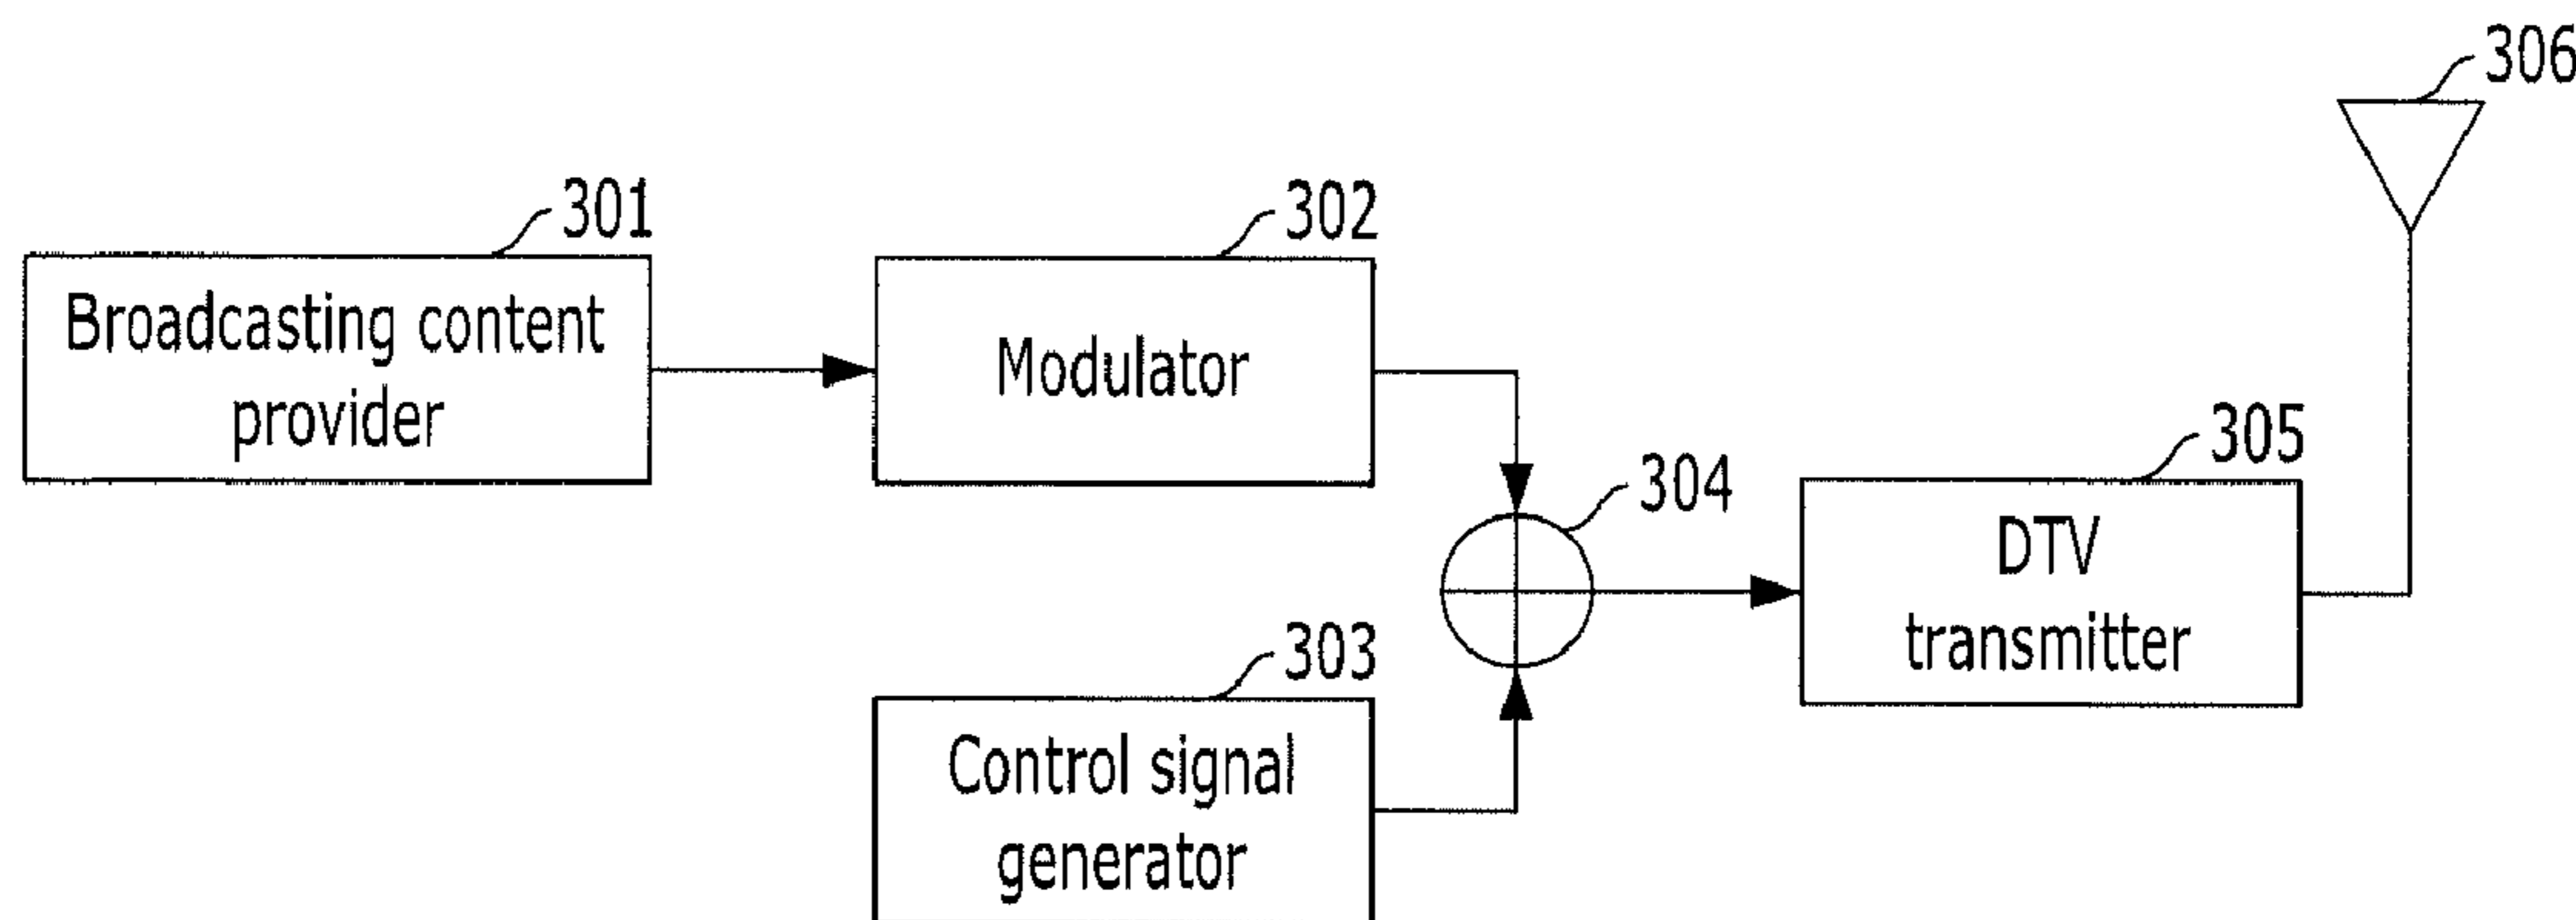 306
301
302
Broadcasting content
provider
Modulator
305
304
DTV
transmitter
303
Control signal
generator